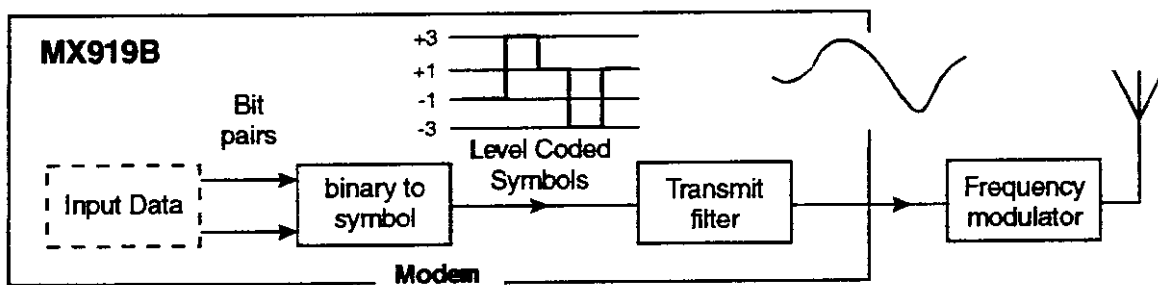 MX919B
+3
+1
-1
-3
Bit
pairs
Level Coded
Symbols
Input Data
binary to
symbol
Transmit
filter
Frequency
modulator
Modem